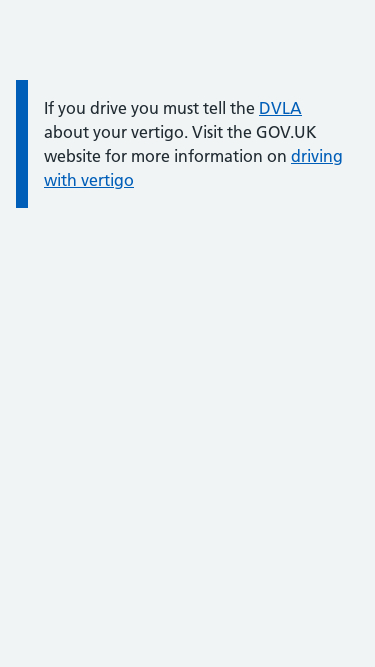 If you drive you must tell the DVLA
about your vertigo. Visit the GOV.UK
website for more information on driving
with vertigo